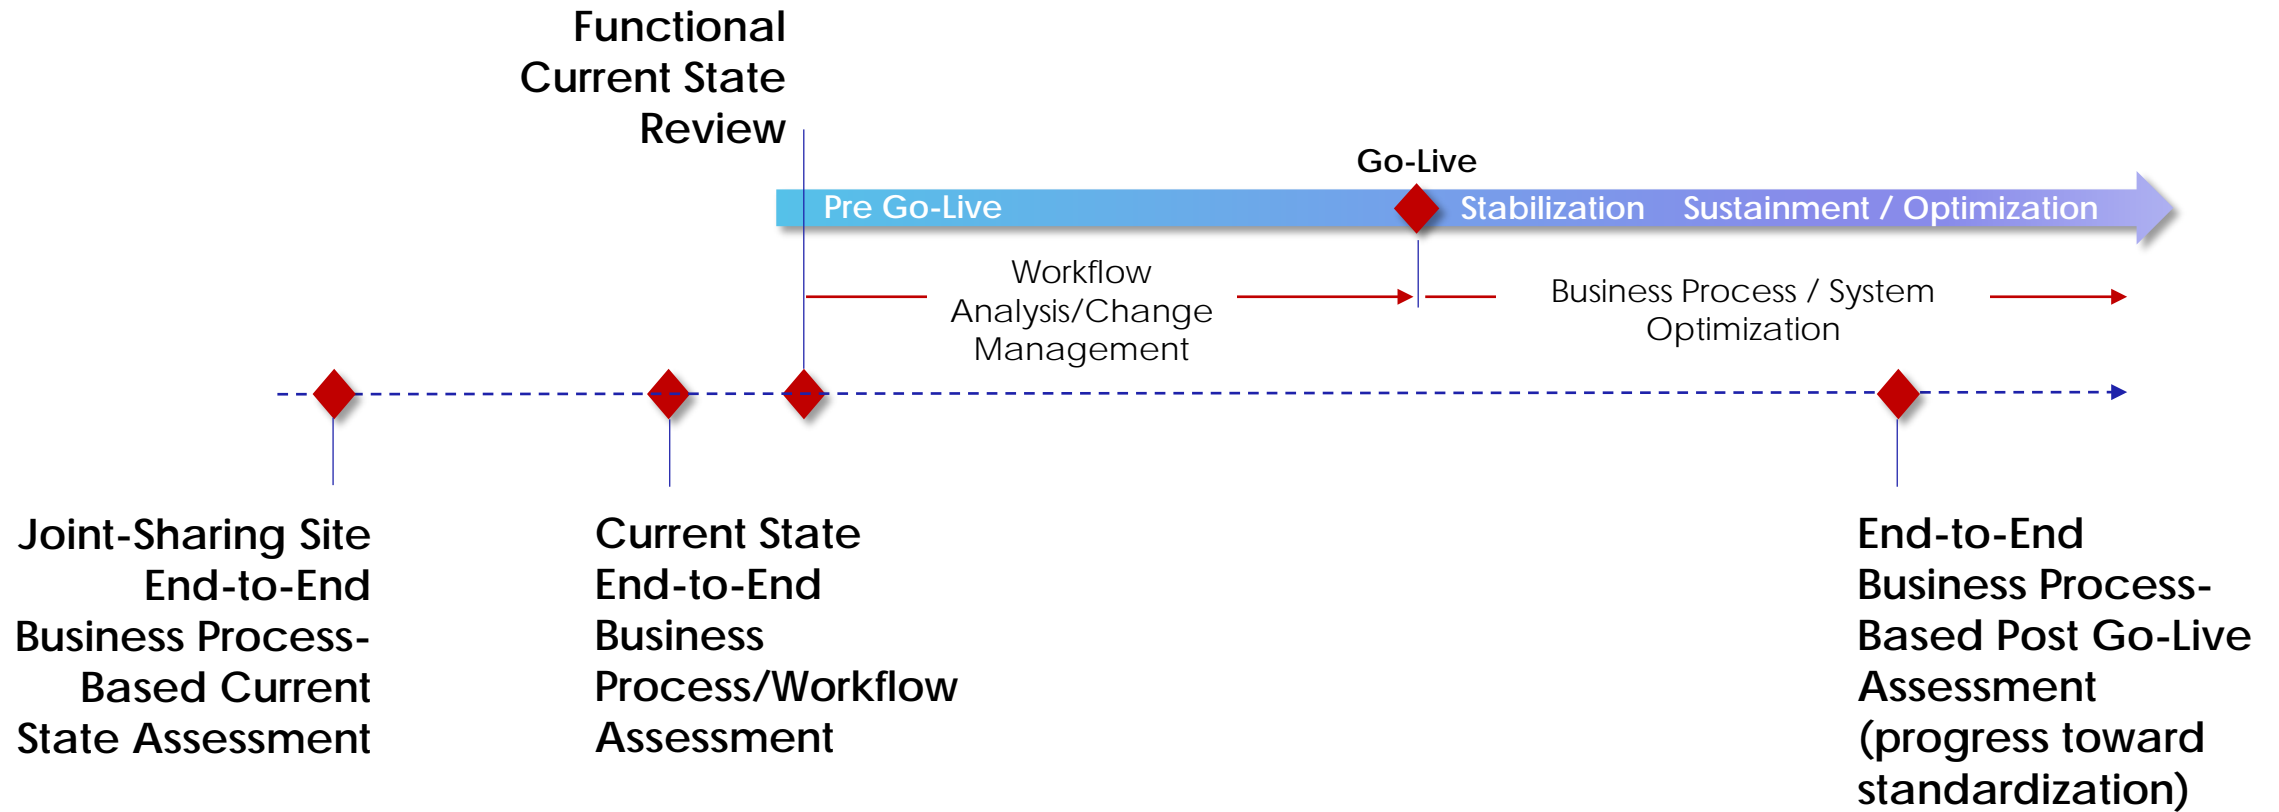 Functional
Current State
Review
Go-Live
Pre Go-Live
Stabilization
Sustainment / Optimization
Workflow
Analysis/Change
Management
Business Process / System
Optimization
Joint-Sharing Site
End-to-End
Business Process-
Based Current
State Assessment
Current State
End-to-End
Business
Process/Workflow
Assessment
End-to-End
Business Process-
Based Post Go-Live
Assessment
(progress toward
standardization)